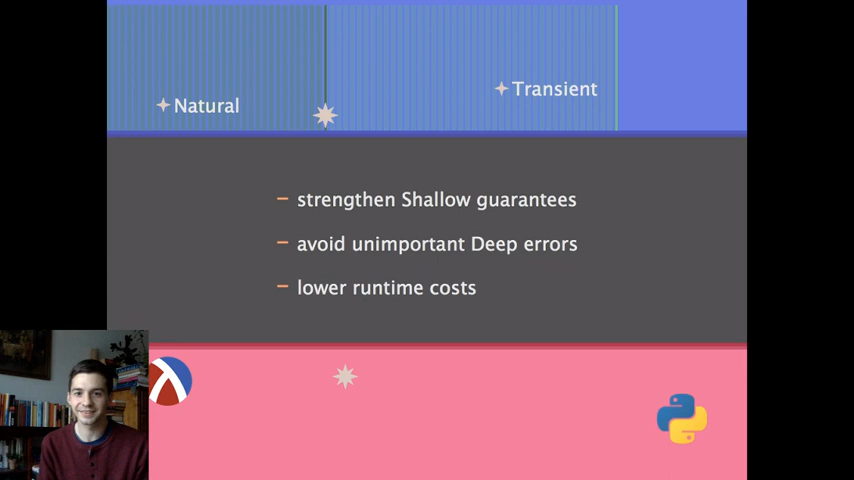 Transient
Natural
– strengthen Shallow guarantees
– avoid unimportant Deep errors
– lower runtime costs